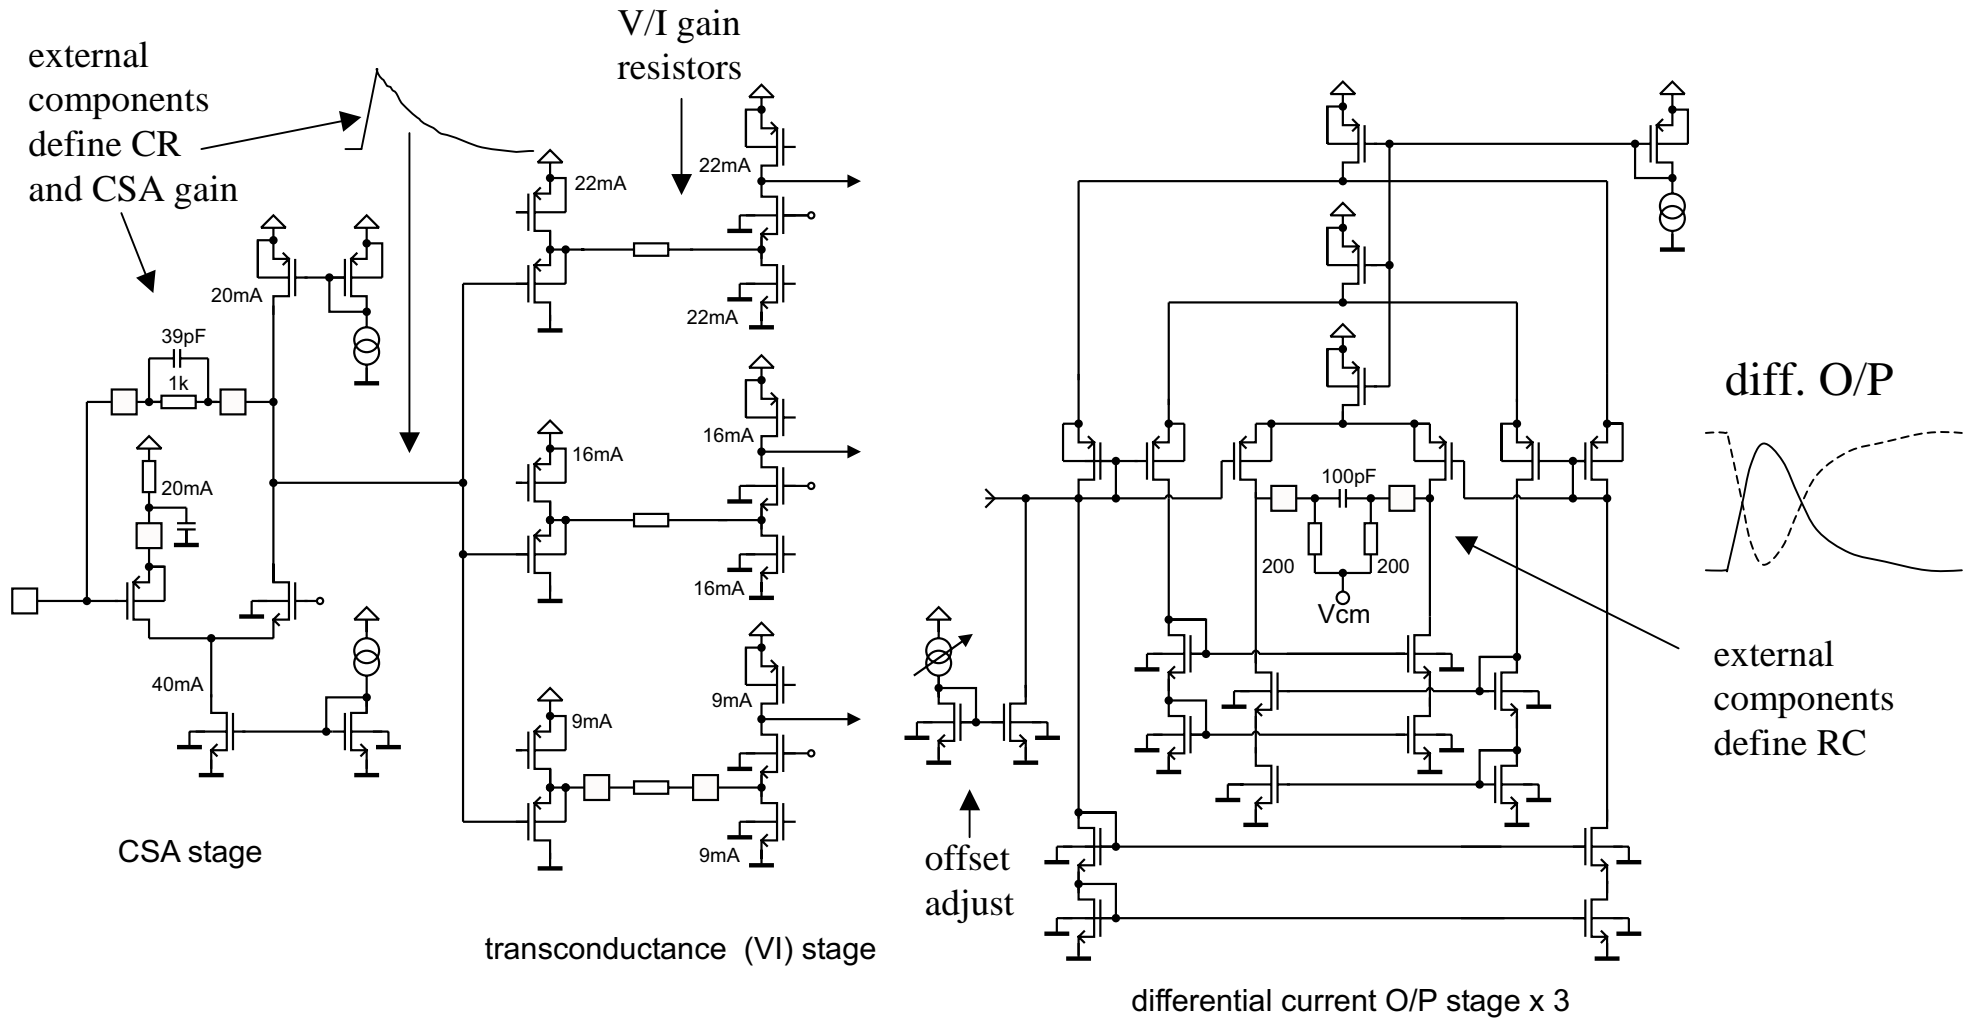 external
components
define CR
and CSA gain
V/I gain
resistors
22mA
22mA
22mA
20mA
39pF
1k
20mA
40mA
16mA
16mA
16mA
9mA
9mA
9mA
CSA stage
transconductance (VI) stage
100pF
200
200
Vcm
offset
adjust
diff. O/P
external
components
define RC
differential current O/P stage x 3